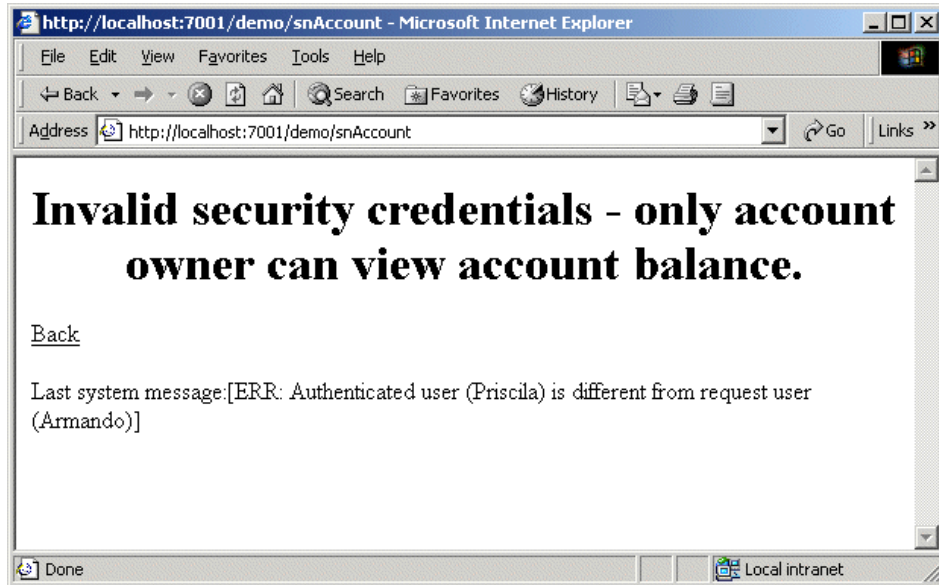 http://localhost:7001/demo/snAccount - Microsoft Internet Explorer
File Edit View Favorites Tools Help
Back Search Favorites History
Address http://localhost:7001/demo/snAccount Go Links »
Invalid security credentials - only account
owner can view account balance.
Back
Last system message:[ERR: Authenticated user (Priscila) is different from request user
(Armando)]
Done Local intranet